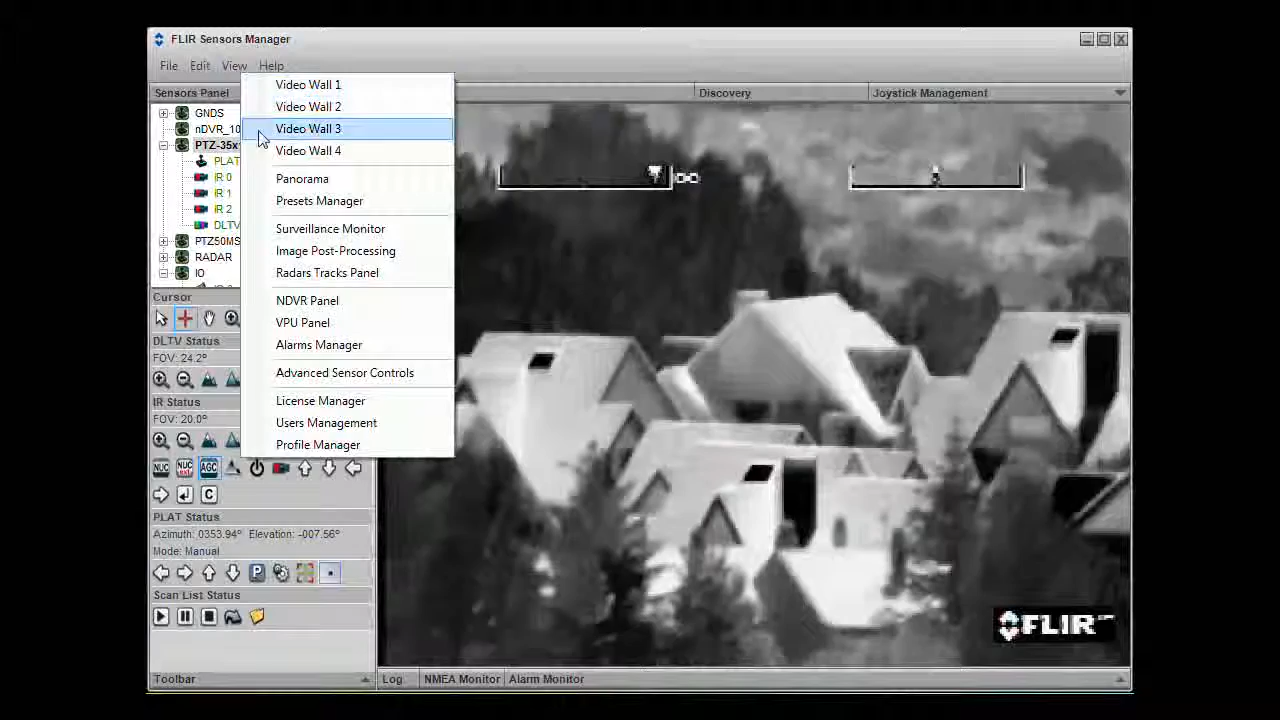 FLIR Sensors Manager
File Edit View Help
Sensors Panel
Discovery
Joystick Management
GNDS
nDVR_10
PTZ-35x
PLAT
IR 0
IR 1
IR 2
DLTV
PTZ50MS
RADAR
IO
Video Wall 1
Video Wall 2
Video Wall 3
Video Wall 4
Panorama
Presets Manager
Surveillance Monitor
Image Post-Processing
Radars Tracks Panel
NDVR Panel
VPU Panel
Alarms Manager
Advanced Sensor Controls
License Manager
Users Management
Profile Manager
Cursor
DLTV Status
FOV: 24.2º
IR Status
FOV: 20.0º
NUC NUC AGC
C
PLAT Status
Azimuth: 0353.94º Elevation: -007.56º
Mode: Manual
P
Scan List Status
FLIR
Toolbar
Log NMEA Monitor Alarm Monitor